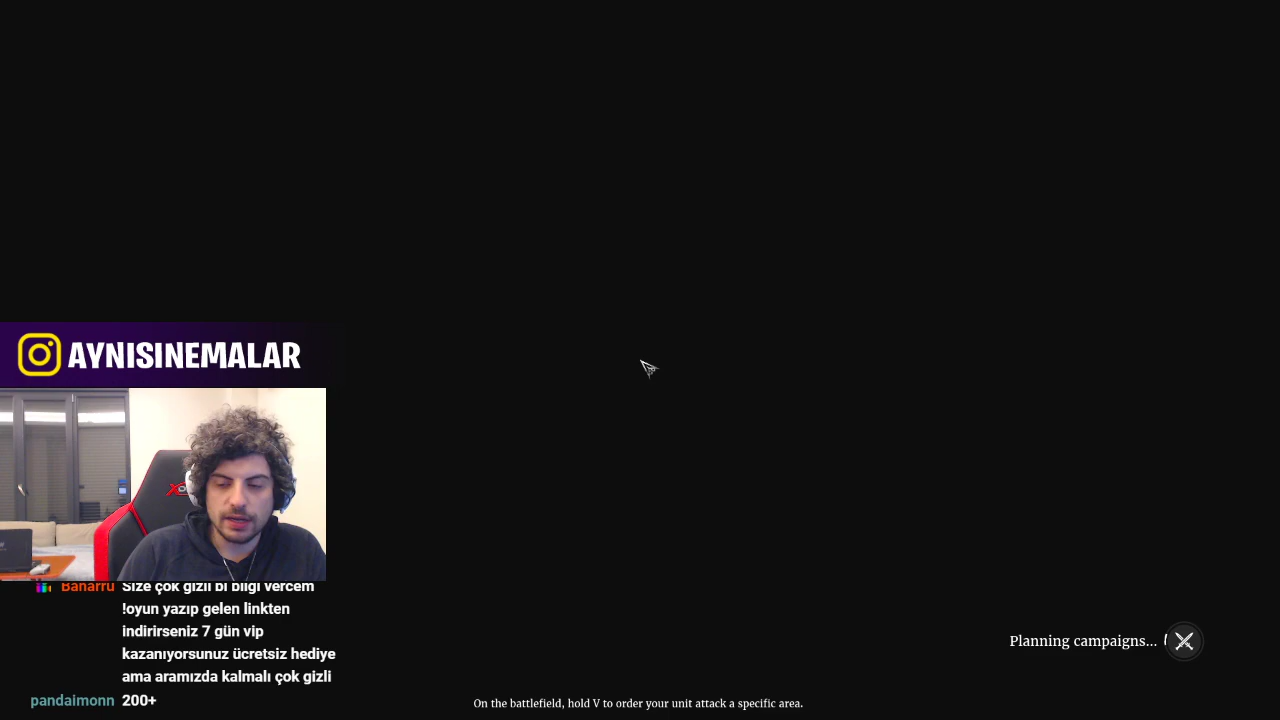 AYNISINEMALAR
Baharru Size çok gizli bi bilgi vercem
!oyun yazıp gelen linkten
indirirseniz 7 gün vip
kazanıyorsunuz ücretsiz hediye
ama aramızda kalmalı çok gizli
pandaimonn 200+
Planning campaigns...
On the battlefield, hold V to order your unit attack a specific area.